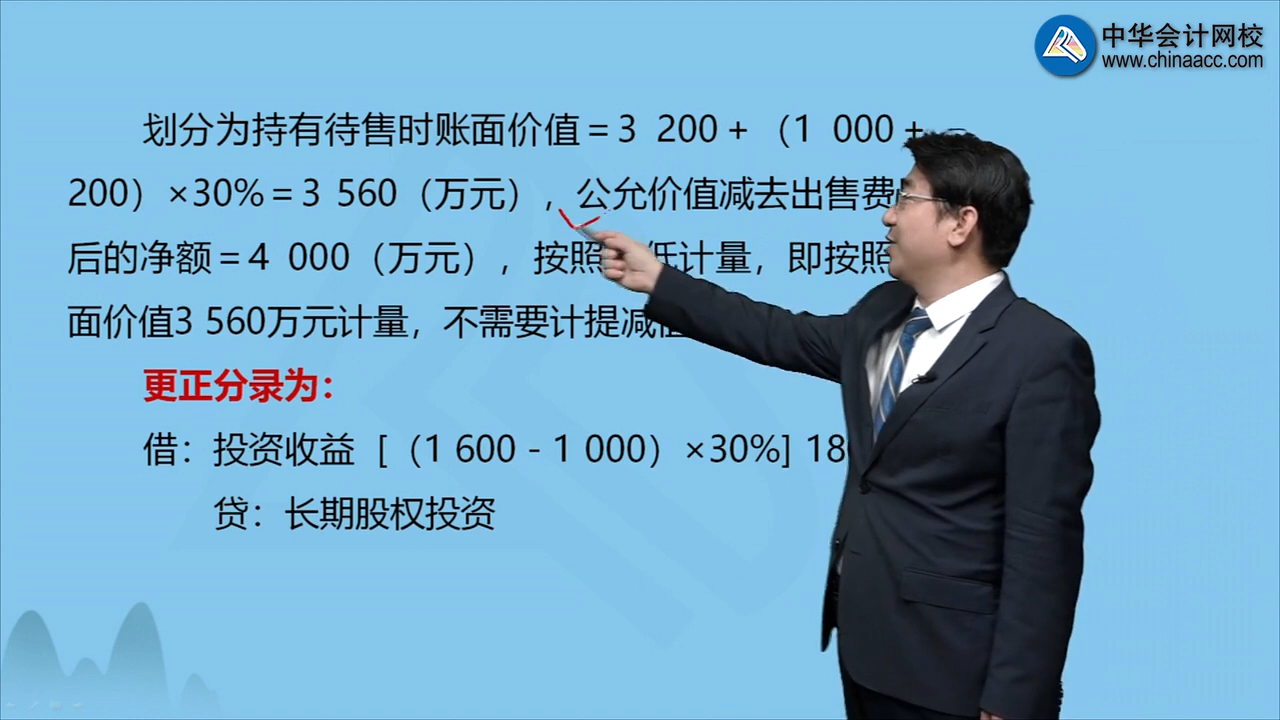 中华会计网校
www.chinaacc.com
划分为持有待售时账面价值＝3 200＋（1 000＋
200）×30%＝3 560（万元），公允价值减去出售费
后的净额＝4 000（万元），按照 低计量，即按照
面价值3 560万元计量，不需要计提减值
更正分录为：
借：投资收益 [（1 600－1 000）×30%] 18
贷：长期股权投资